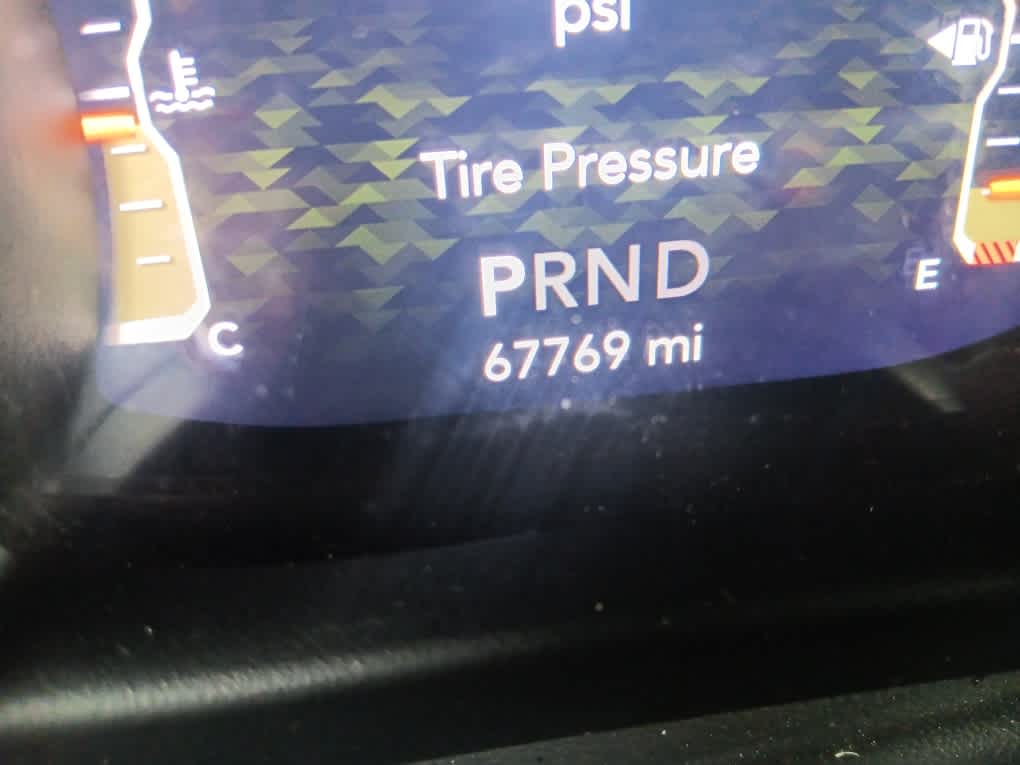 psi
Tire Pressure
PRND
67769 mi
C
E